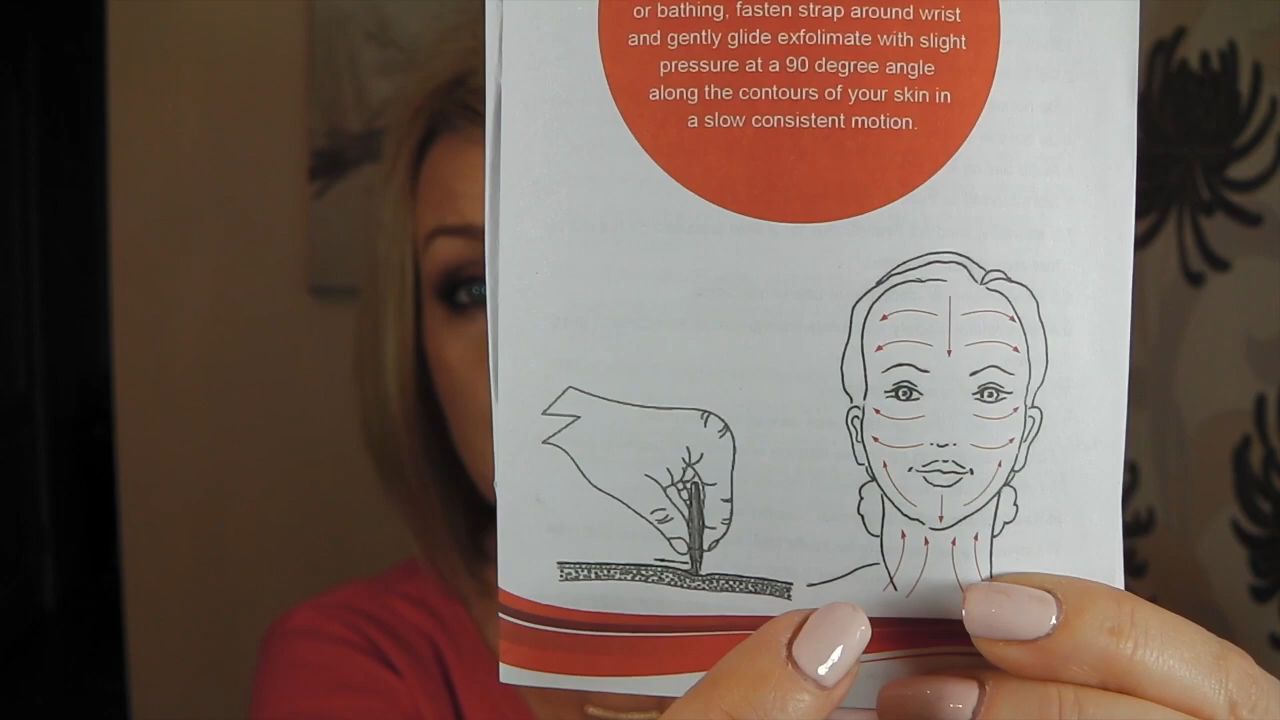 or bathing, fasten strap around wrist
and gently glide exfolimate with slight
pressure at a 90 degree angle
along the contours of your skin in
a slow consistent motion.